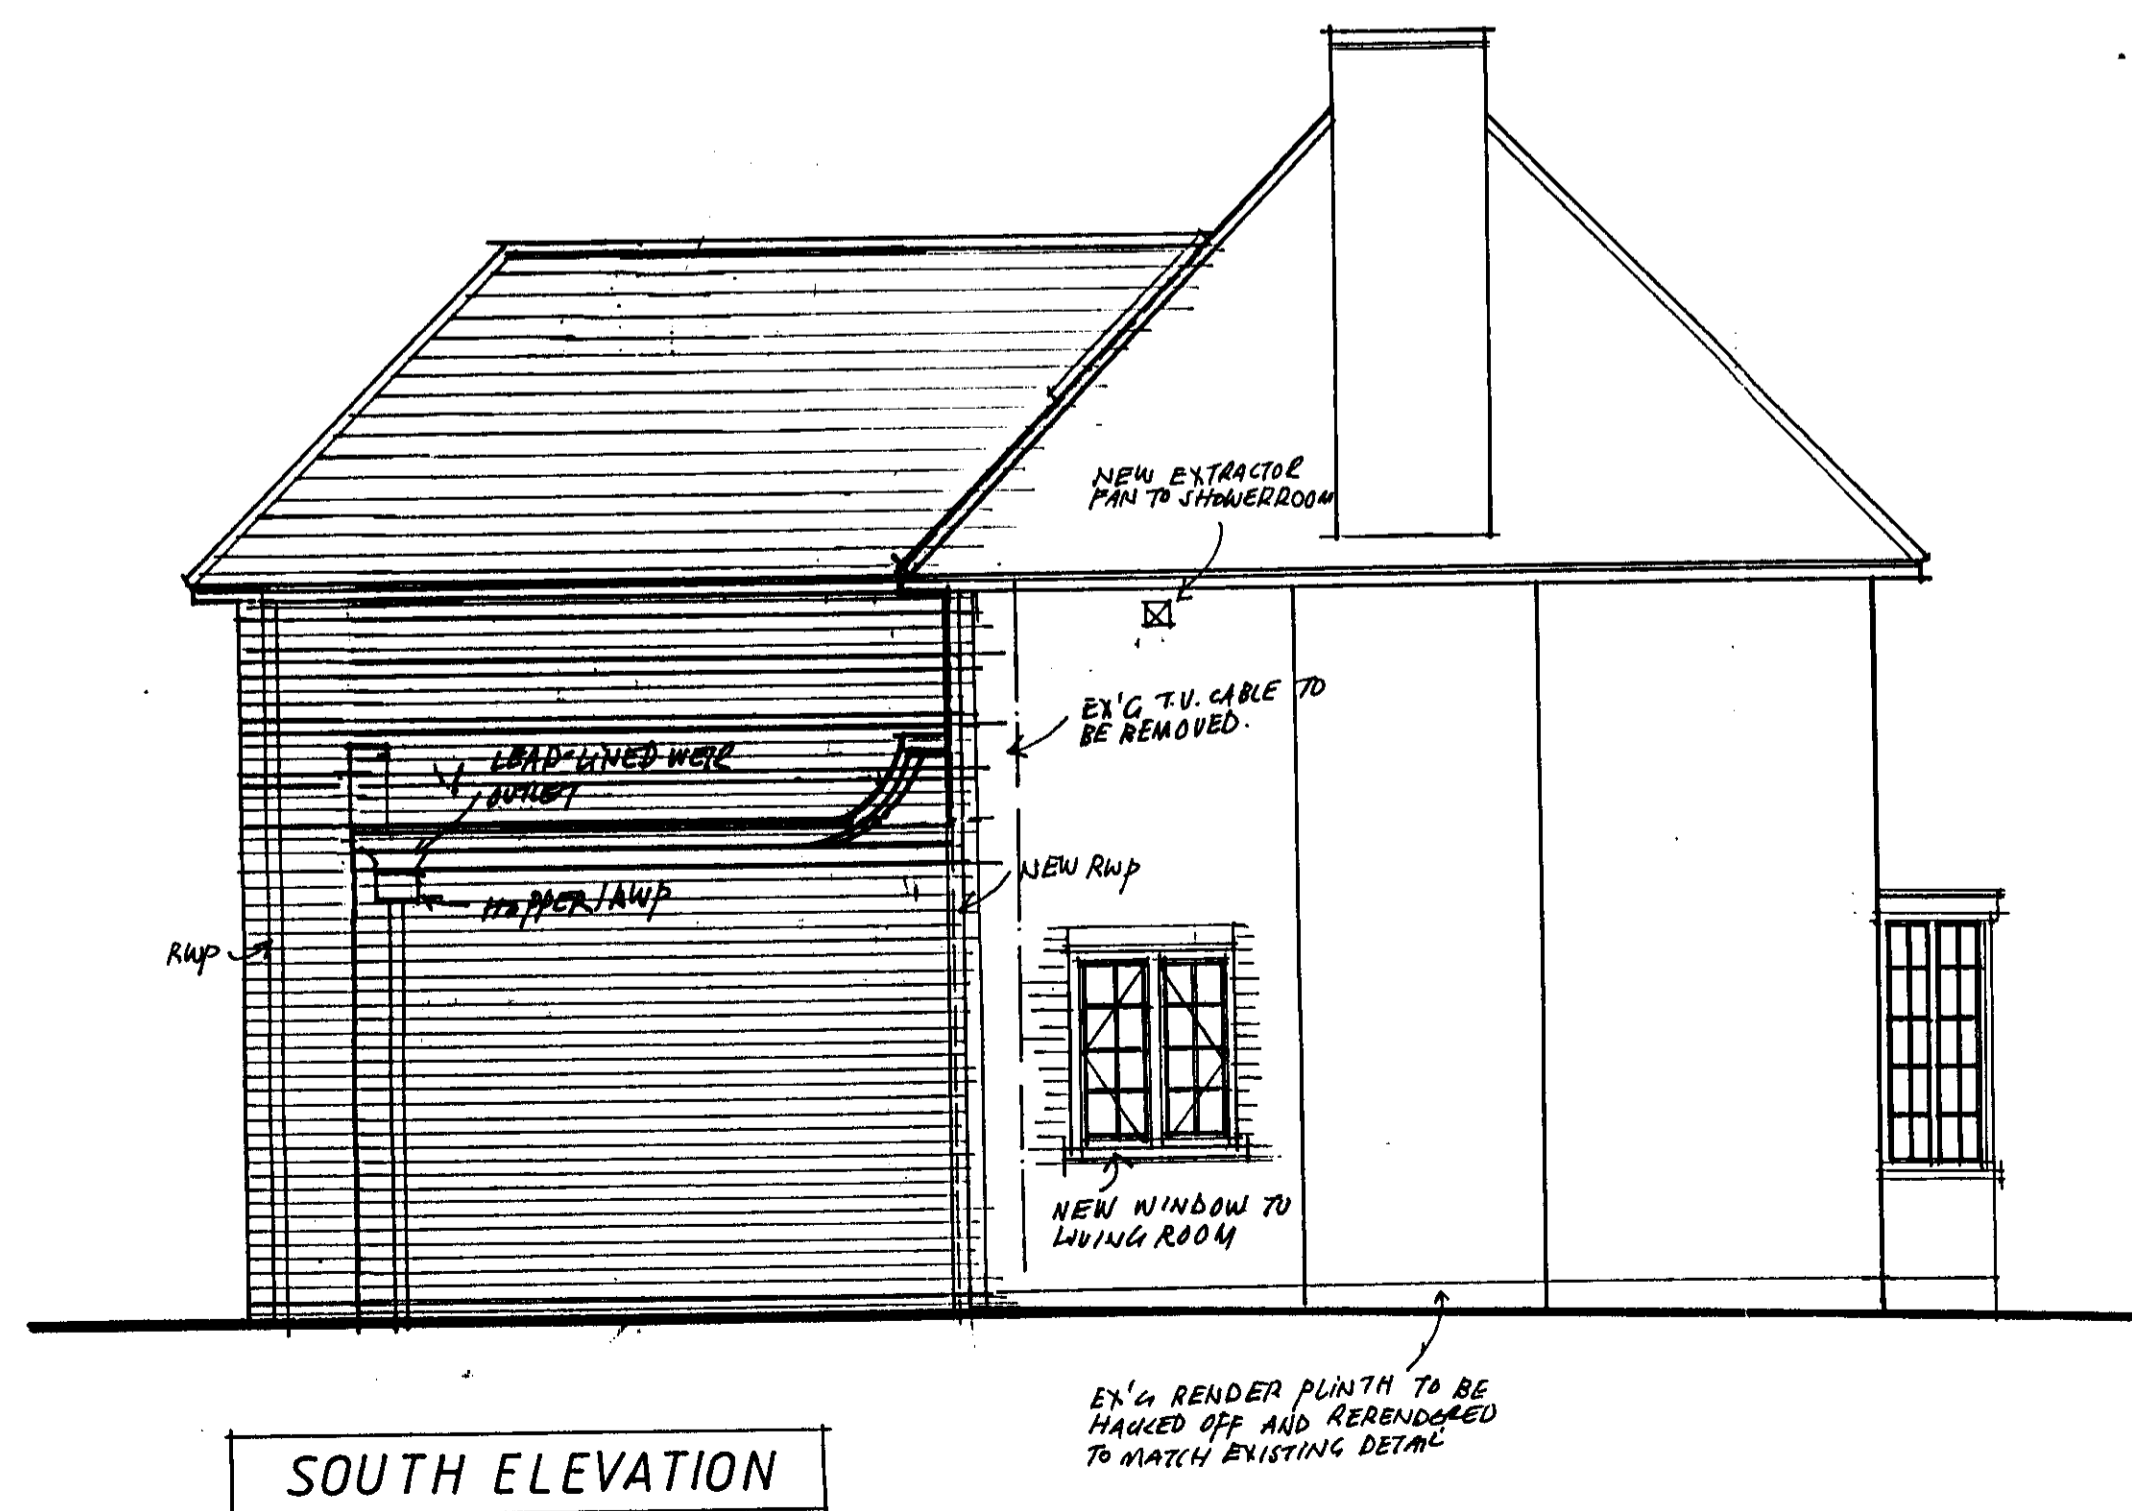 NEW EXTRACTOR
FAN TO SHOWERROOM
EX'G T.V. CABLE TO
BE REMOVED.
LEAD-LINED WEIR
OUTLET
NEW RWP
HOPPER/RWP
RWP
NEW WINDOW TO
LIVING ROOM
EX'G RENDER PLINTH TO BE
HACKED OFF AND RERENDERED
TO MATCH EXISTING DETAIL
SOUTH ELEVATION